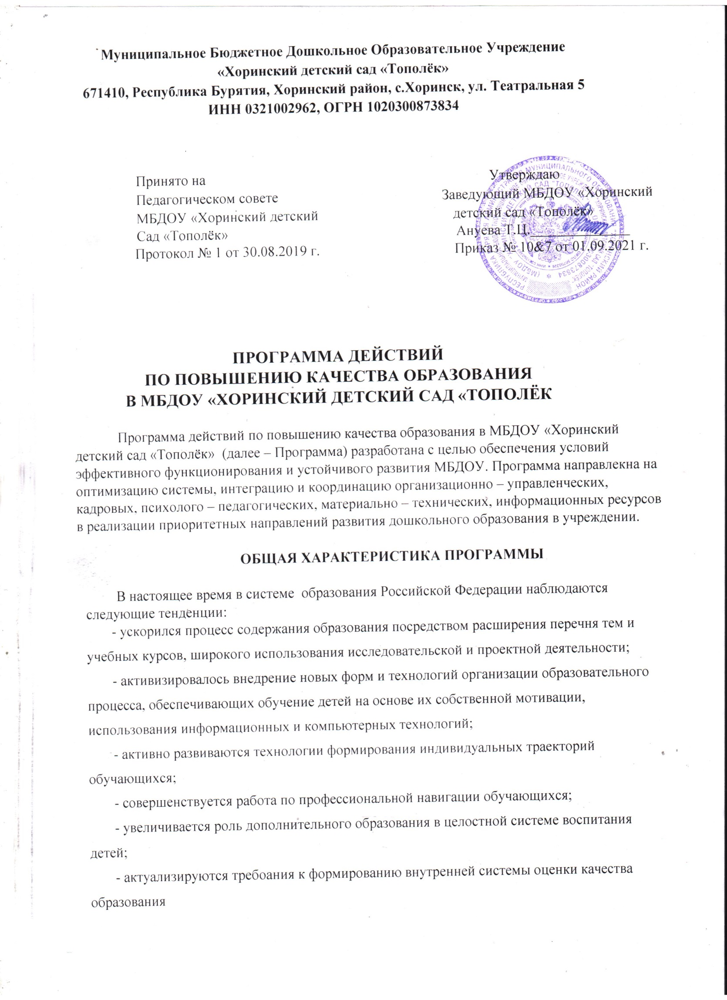 Муниципальное Бюджетное Дошкольное Образовательное Учреждение
«Хоринский детский сад «Тополёк»
671410, Республика Бурятия, Хоринский район, с.Хоринск, ул. Театральная 5
ИНН 0321002962, ОГРН 1020300873834
Принято на
Педагогическом совете
МБДОУ «Хоринский детский
Сад «Тополёк»
Протокол № 1 от 30.08.2019 г.
Утверждаю
Заведующий МБДОУ «Хоринский
детский сад «Тополёк»
Ануева Т.Ц.
Приказ № 10&7 от 01.09.2021 г.
ПРОГРАММА ДЕЙСТВИЙ
ПО ПОВЫШЕНИЮ КАЧЕСТВА ОБРАЗОВАНИЯ
В МБДОУ «ХОРИНСКИЙ ДЕТСКИЙ САД «ТОПОЛЁК
Программа действий по повышению качества образования в МБДОУ «Хоринский
детский сад «Тополёк» (далее – Программа) разработана с целью обеспечения условий
эффективного функционирования и устойчивого развития МБДОУ. Программа направлекна на
оптимизацию системы, интеграцию и координацию организационно – управленческих,
кадровых, психолого – педагогических, материально – технических, информационных ресурсов
в реализации приоритетных направлений развития дошкольного образования в учреждении.
ОБЩАЯ ХАРАКТЕРИСТИКА ПРОГРАММЫ
В настоящее время в системе образования Российской Федерации наблюдаются
следующие тенденции:
- ускорился процесс содержания образования посредством расширения перечня тем и
учебных курсов, широкого использования исследовательской и проектной деятельности;
- активизировалось внедрение новых форм и технологий организации образовательного
процесса, обеспечивающих обучение детей на основе их собственной мотивации,
использования информационных и компьютерных технологий;
- активно развиваются технологии формирования индивидуальных траекторий
обучающихся;
- совершенствуется работа по профессиональной навигации обучающихся;
- увеличивается роль дополнительного образования в целостной системе воспитания
детей;
- актуализируются требоания к формированию внутренней системы оценки качества
образования